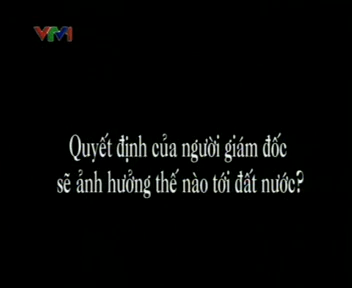 VTV1
Quyết định của người giám đốc
sẽ ảnh hưởng thế nào tới đất nước?